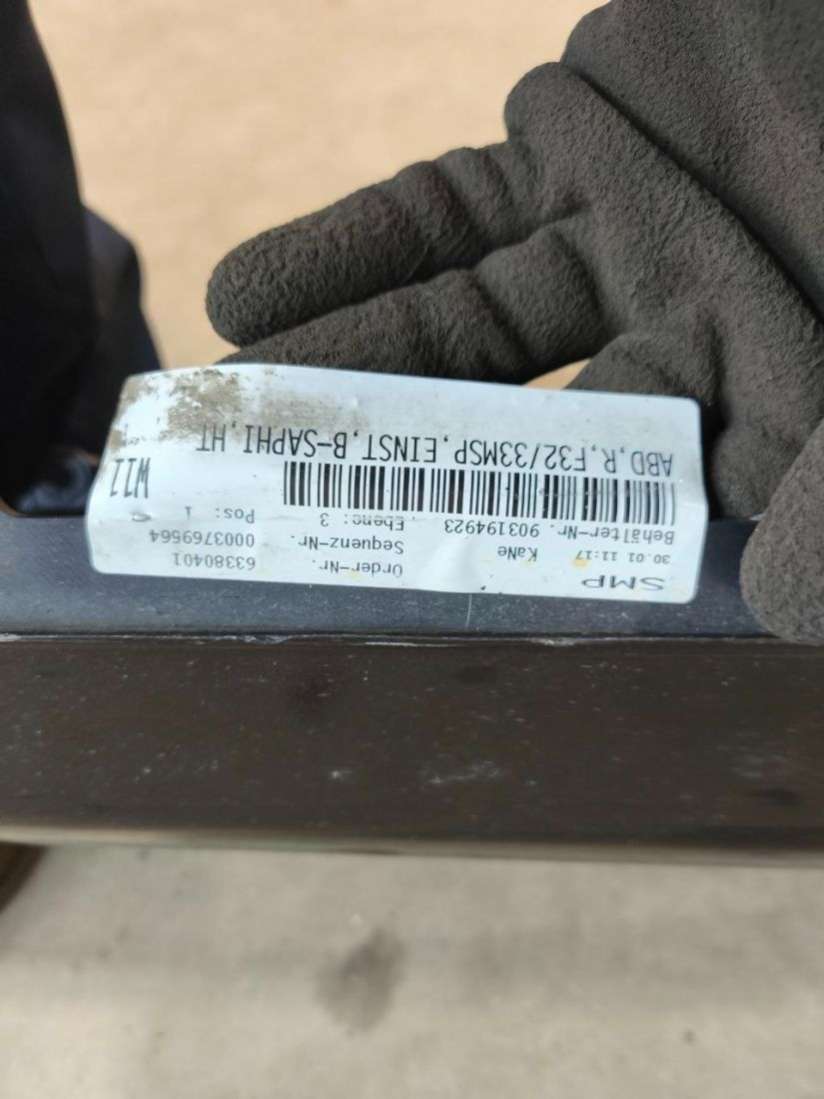 SMP
30.01 11:17 KaNe Order-Nr. 63380401
Behälter-Nr. 903194923 Sequenz-Nr. 0003769564
Ebene: 3 Pos: 1
W11
ABD,R,F32/33MSP,EINST,B-SAPHI,HT